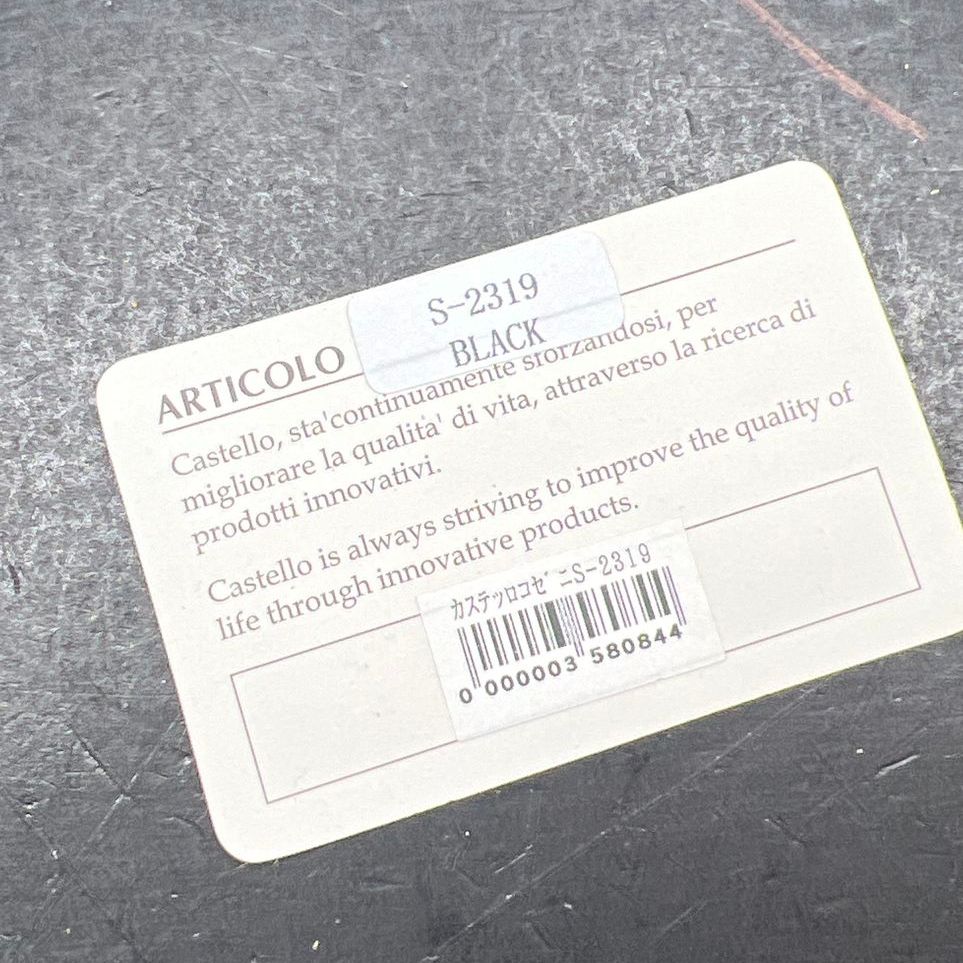 S-2319
BLACK
ARTICOLO
Castello, sta'continuamente sforzandosi, per
migliorare la qualità' di vita, attraverso la ricerca di
prodotti innovativi.
Castello is always striving to improve the quality of
life through innovative products.
ｶｽﾃｯﾛｺｾﾞﾆS-2319
0 000003 580844